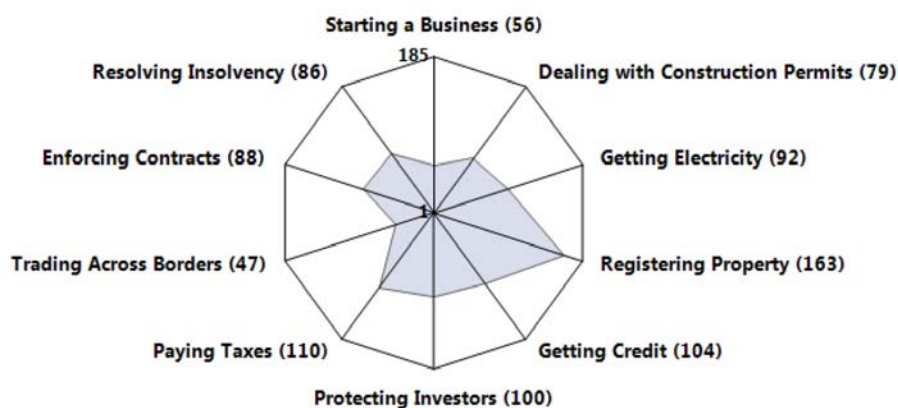 Starting a Business (56)
185
Resolving Insolvency (86)
Dealing with Construction Permits (79)
Enforcing Contracts (88)
Getting Electricity (92)
1
Trading Across Borders (47)
Registering Property (163)
Paying Taxes (110)
Getting Credit (104)
Protecting Investors (100)